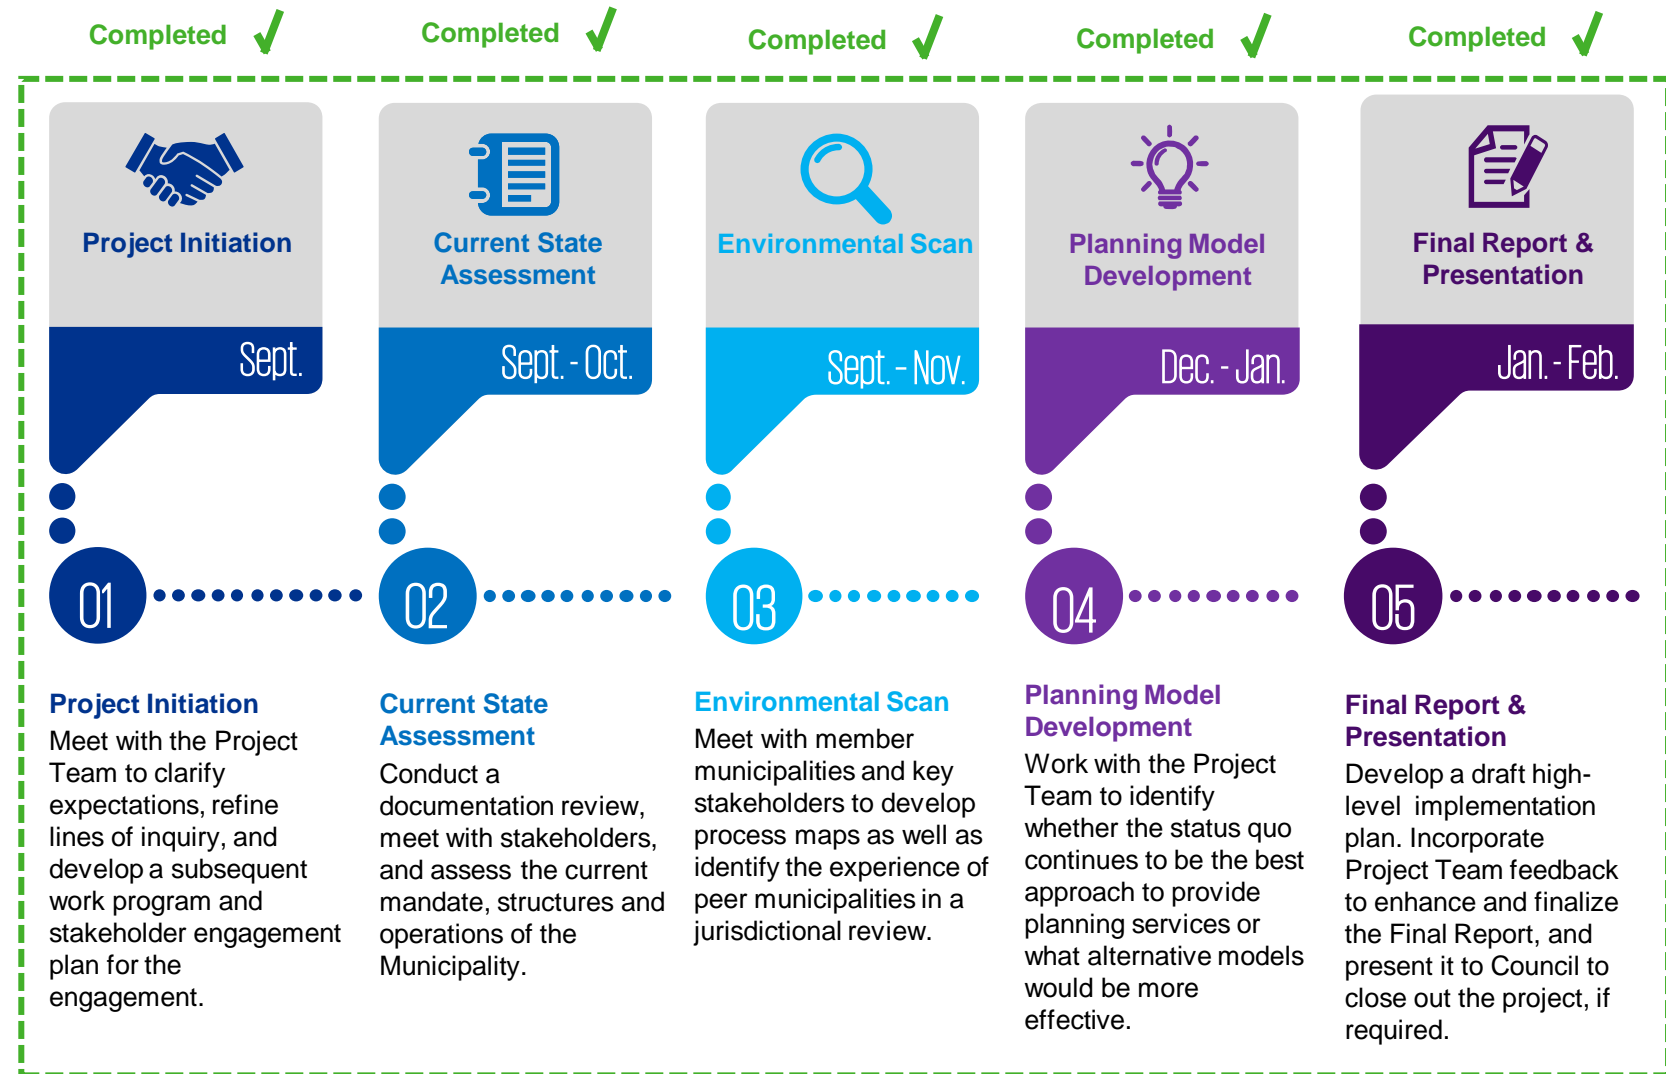 Completed
Completed
Completed
Completed
Completed
Project Initiation
Sept.
01
Current State
Assessment
Sept. - Oct.
02
Environmental Scan
Sept. - Nov.
03
Planning Model
Development
Dec. - Jan.
04
Final Report &
Presentation
Jan. - Feb.
05
Project Initiation
Meet with the Project
Team to clarify
expectations, refine
lines of inquiry, and
develop a subsequent
work program and
stakeholder engagement
plan for the
engagement.
Current State
Assessment
Conduct a
documentation review,
meet with stakeholders,
and assess the current
mandate, structures and
operations of the
Municipality.
Environmental Scan
Meet with member
municipalities and key
stakeholders to develop
process maps as well as
identify the experience of
peer municipalities in a
jurisdictional review.
Planning Model
Development
Work with the Project
Team to identify
whether the status quo
continues to be the best
approach to provide
planning services or
what alternative models
would be more
effective.
Final Report &
Presentation
Develop a draft high-
level implementation
plan. Incorporate
Project Team feedback
to enhance and finalize
the Final Report, and
present it to Council to
close out the project, if
required.